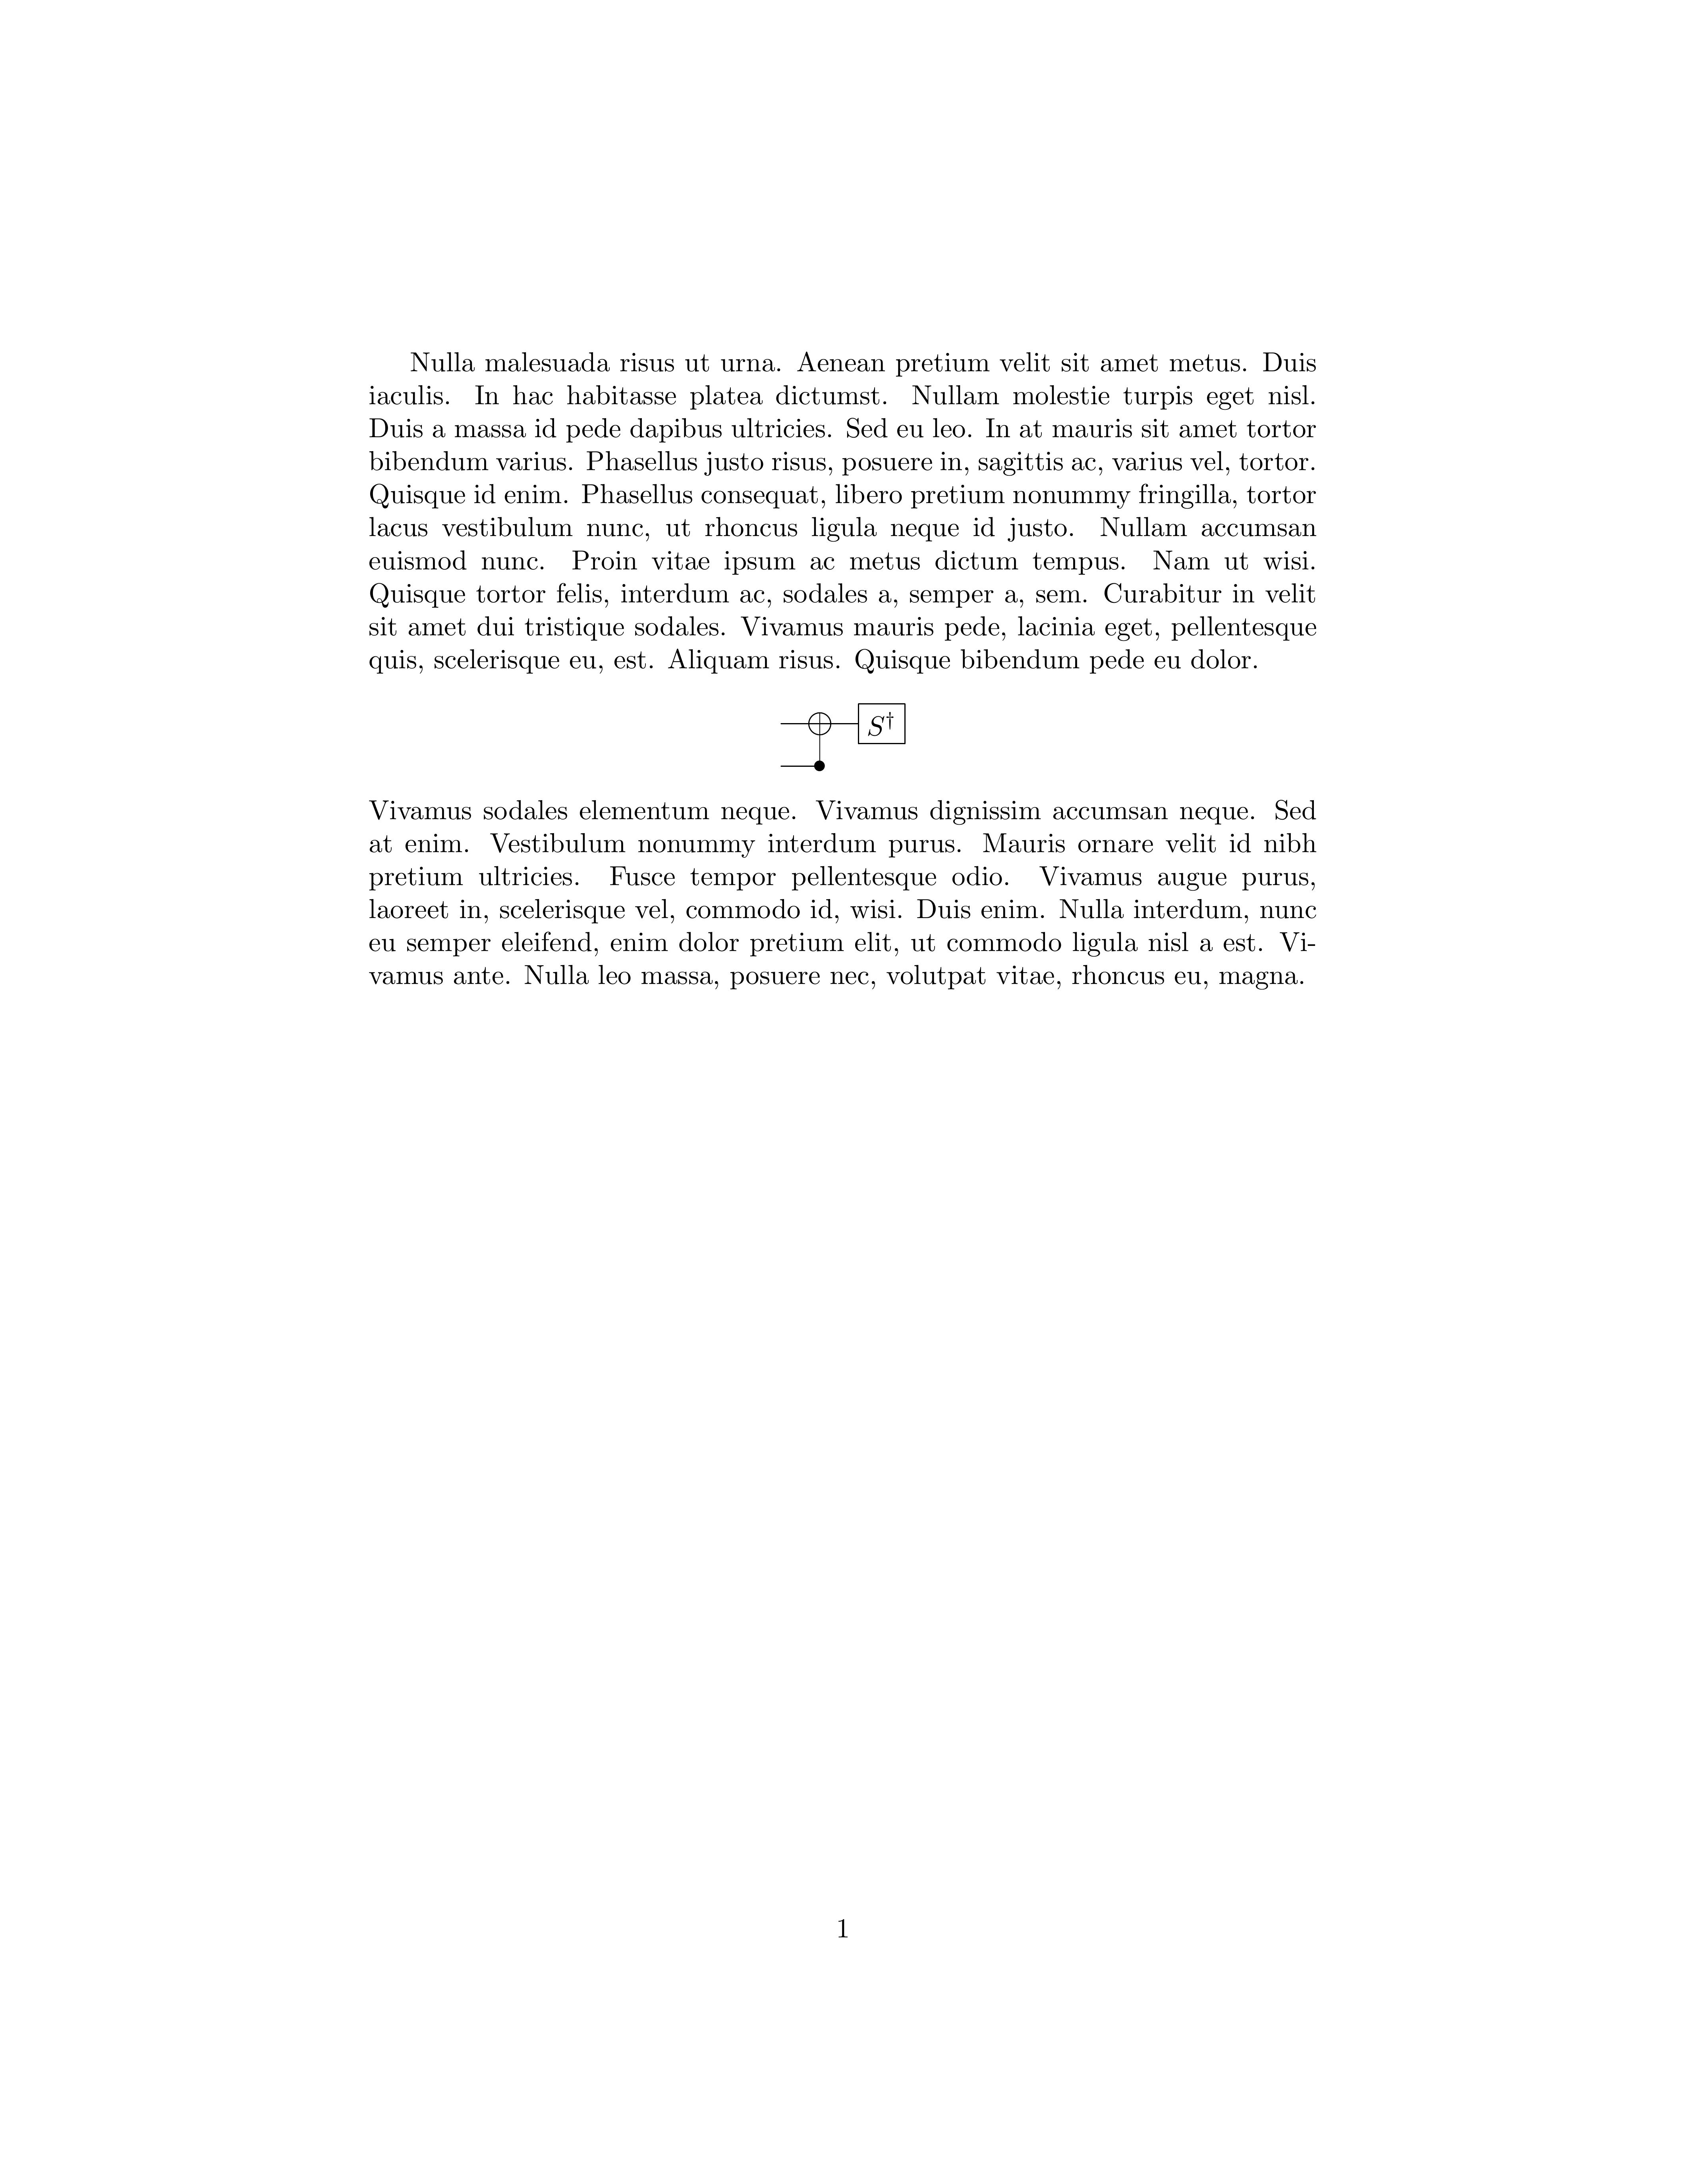 Nulla malesuada risus ut urna. Aenean pretium velit sit amet metus. Duis
iaculis. In hac habitasse platea dictumst. Nullam molestie turpis eget nisl.
Duis a massa id pede dapibus ultricies. Sed eu leo. In at mauris sit amet tortor
bibendum varius. Phasellus justo risus, posuere in, sagittis ac, varius vel, tortor.
Quisque id enim. Phasellus consequat, libero pretium nonummy fringilla, tortor
lacus vestibulum nunc, ut rhoncus ligula neque id justo. Nullam accumsan
euismod nunc. Proin vitae ipsum ac metus dictum tempus. Nam ut wisi.
Quisque tortor felis, interdum ac, sodales a, semper a, sem. Curabitur in velit
sit amet dui tristique sodales. Vivamus mauris pede, lacinia eget, pellentesque
quis, scelerisque eu, est. Aliquam risus. Quisque bibendum pede eu dolor.
S†
Vivamus sodales elementum neque. Vivamus dignissim accumsan neque. Sed
at enim. Vestibulum nonummy interdum purus. Mauris ornare velit id nibh
pretium ultricies. Fusce tempor pellentesque odio. Vivamus augue purus,
laoreet in, scelerisque vel, commodo id, wisi. Duis enim. Nulla interdum, nunc
eu semper eleifend, enim dolor pretium elit, ut commodo ligula nisl a est. Vi-
vamus ante. Nulla leo massa, posuere nec, volutpat vitae, rhoncus eu, magna.
1